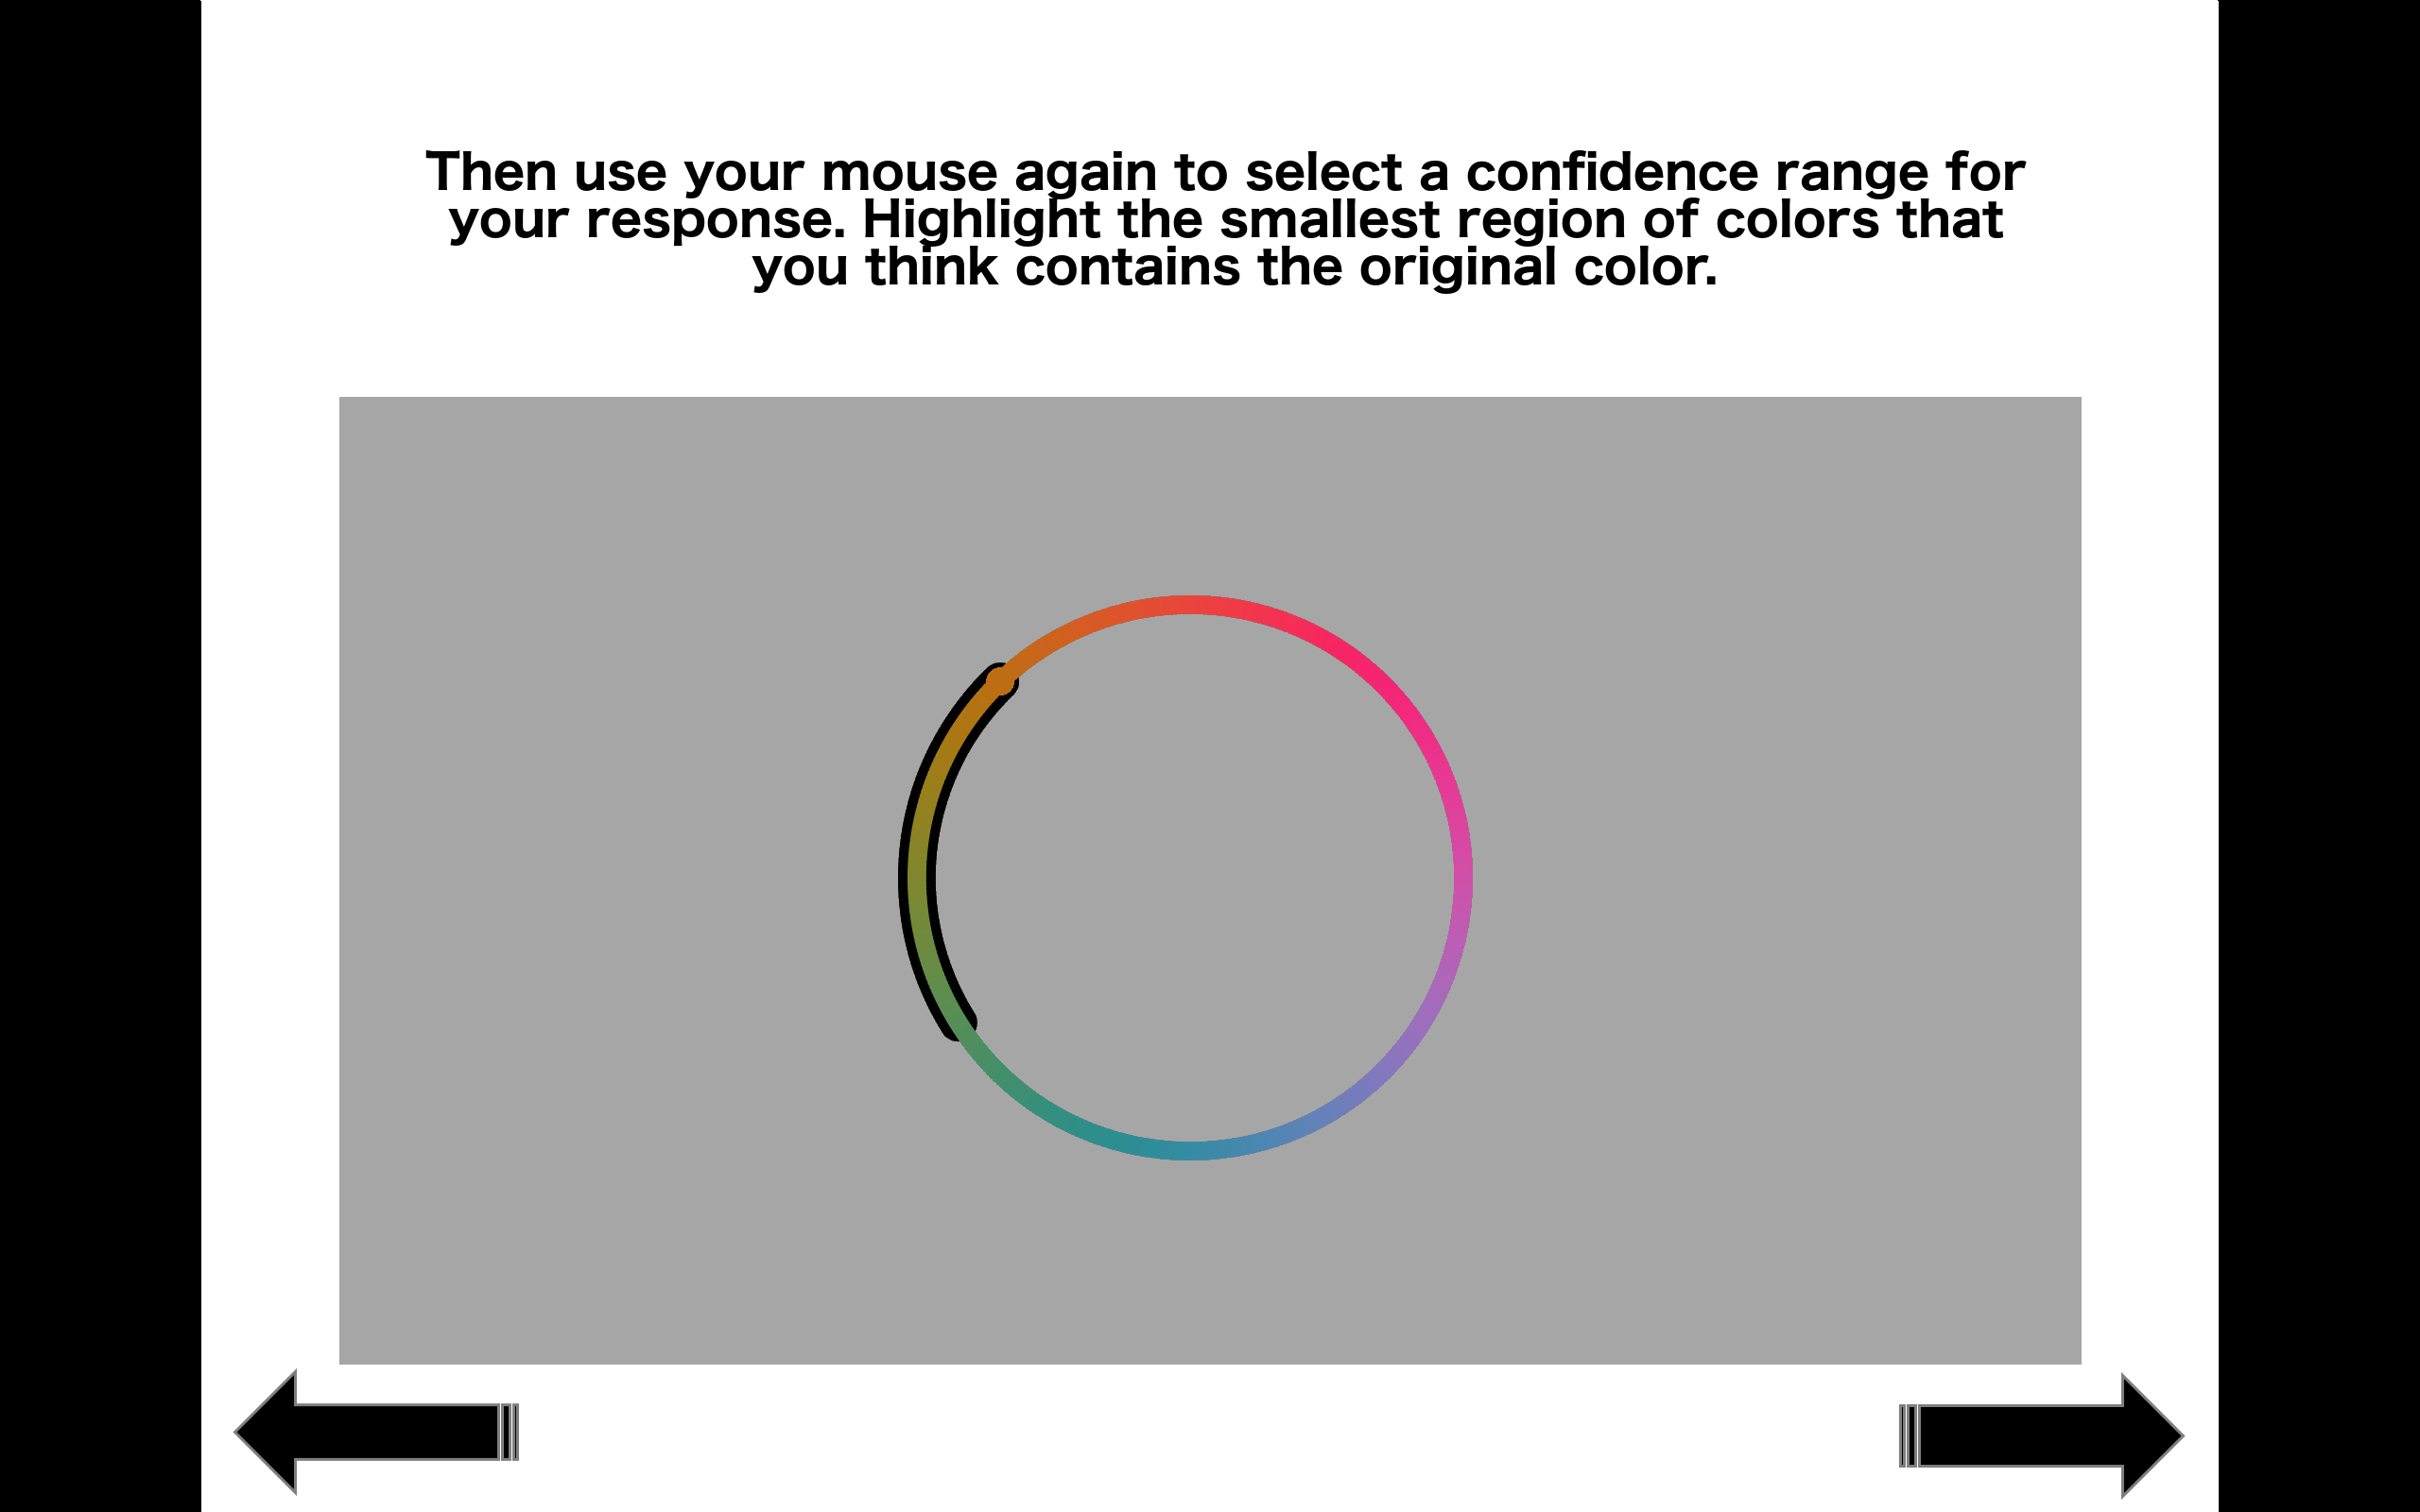 Then use your mouse again to select a confidence range for
your response. Highlight the smallest region of colors that
you think contains the original color.